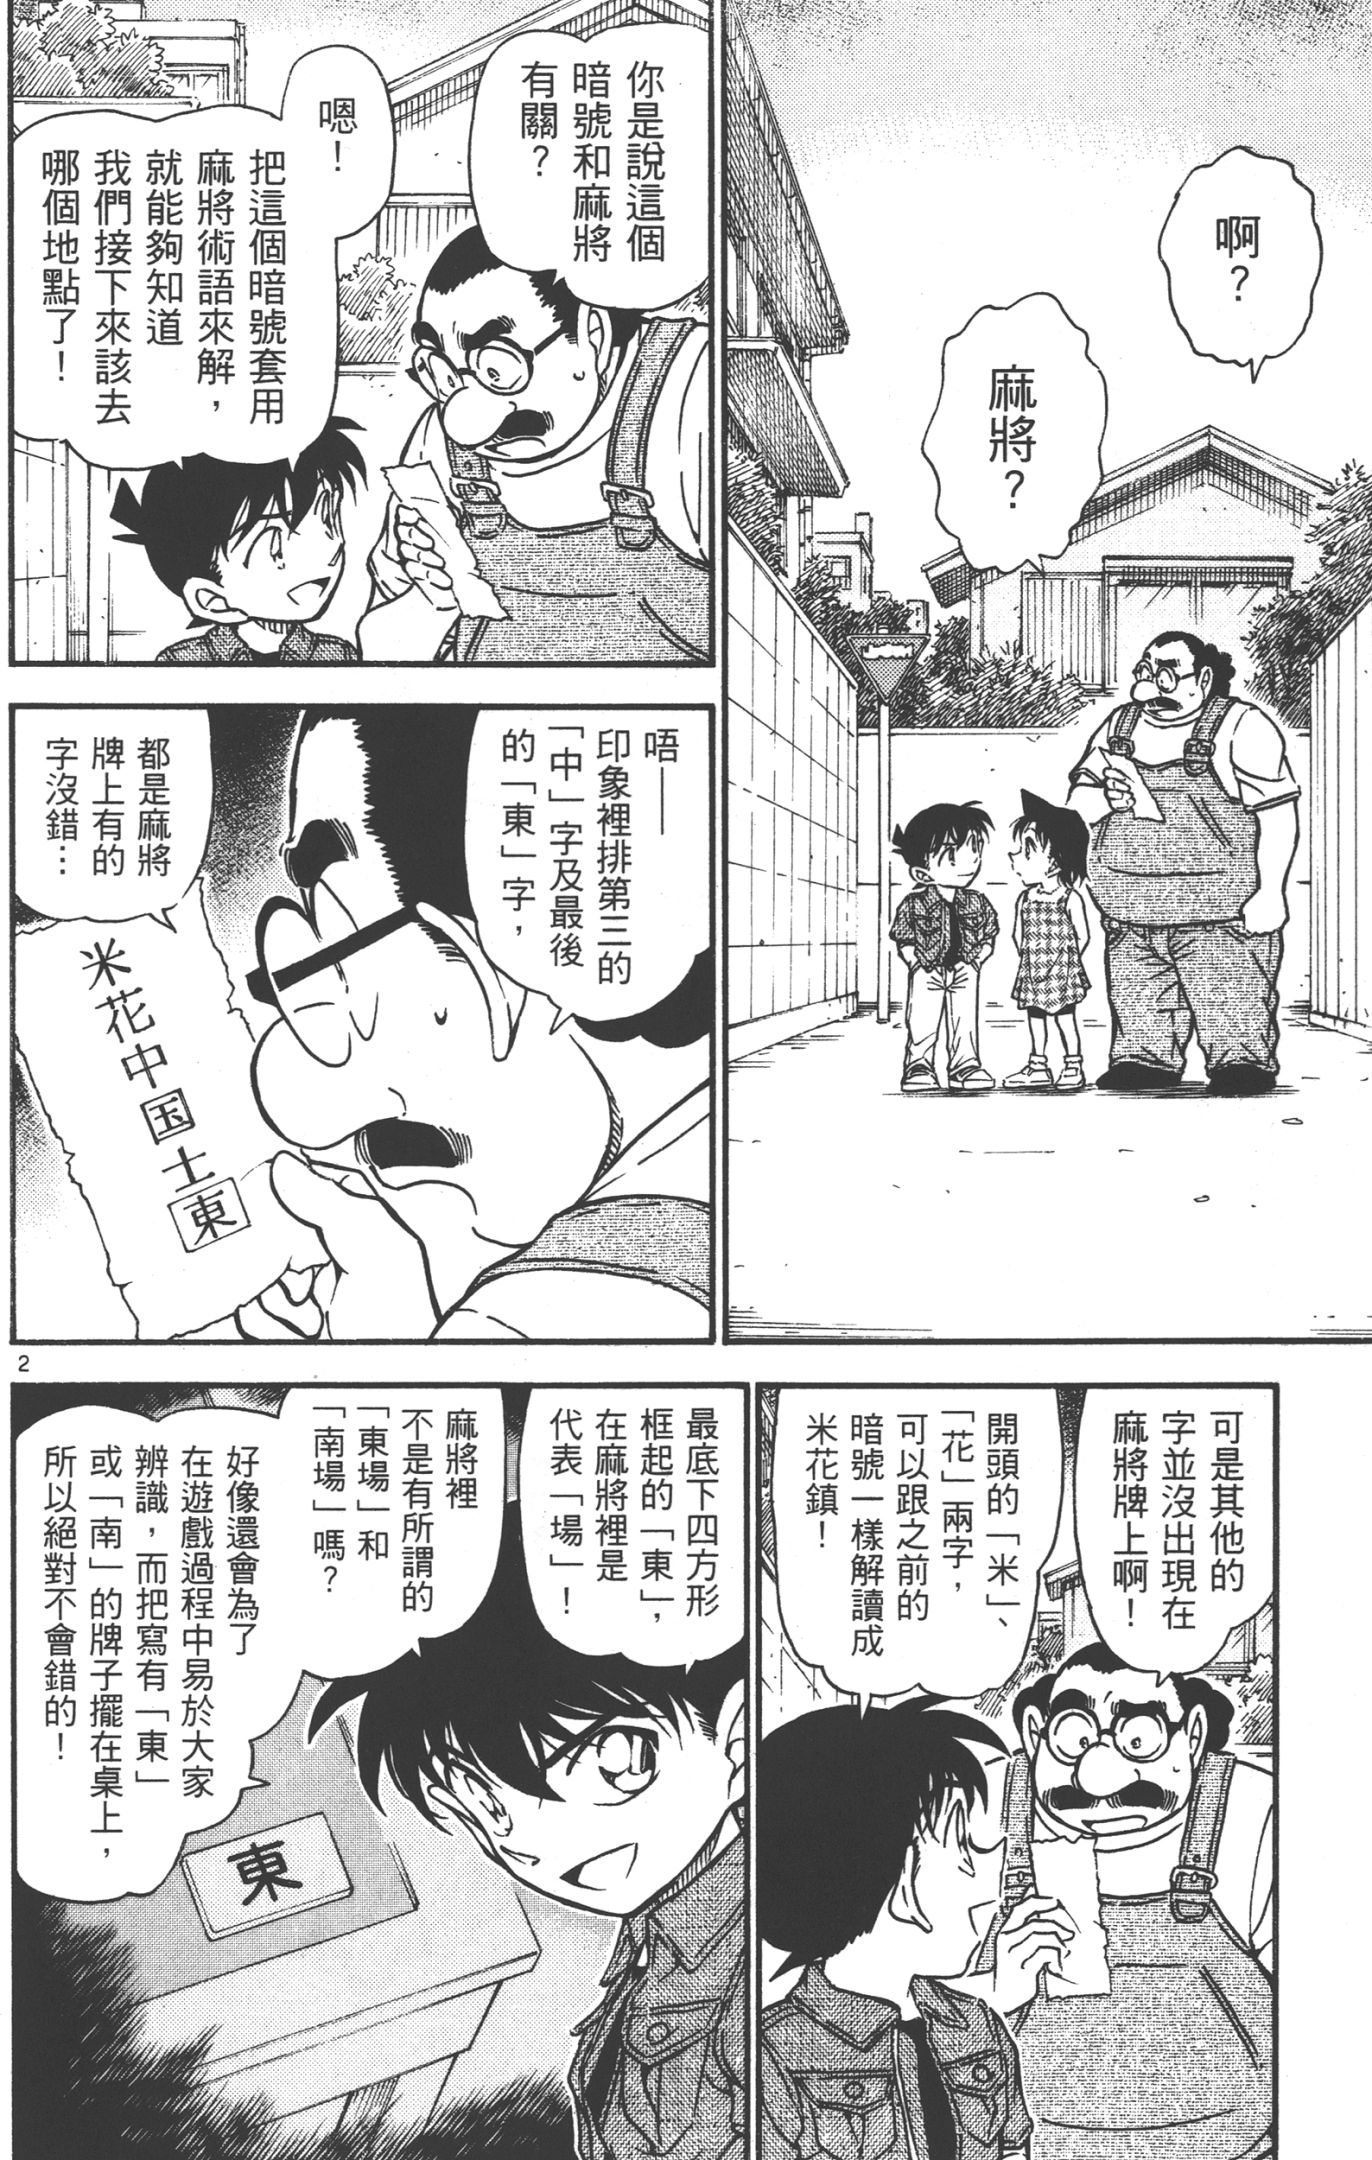 啊？
麻將？
你是說這個
暗號和麻將
有關？
嗯！
把這個暗號套用
麻將術語來解，
就能夠知道
我們接下來該去
哪個地點了！
唔——
印象裡排第三的
「中」字及最後
的「東」字，
都是麻將
牌上有的
字沒錯…
米花中国士東
2
可是其他的
字並沒出現在
麻將牌上啊！
開頭的「米」、
「花」兩字，
可以跟之前的
暗號一樣解讀成
米花鎮！
最底下四方形
框起的「東」，
在麻將裡是
代表「場」！
麻將裡
不是有所謂的
「東場」和
「南場」嗎？
好像還會為了
在遊戲過程中易於大家
辨識，而把寫有「東」
或「南」的牌子擺在桌上，
所以絕對不會錯的！
東